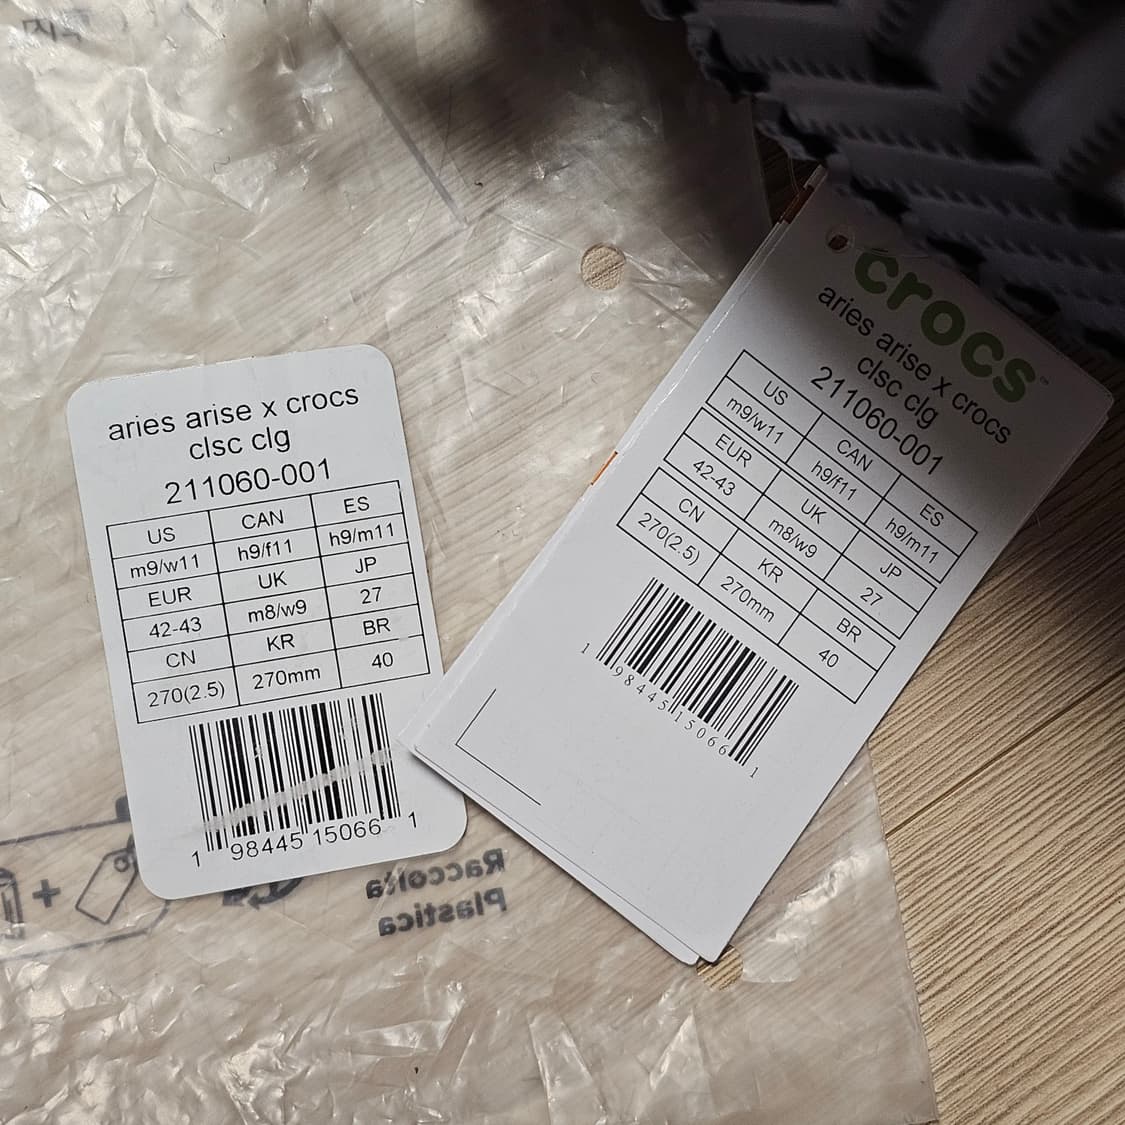 aries arise x crocs
clsc clg
211060-001
US CAN ES
m9/w11 h9/f11 h9/m11
EUR UK JP
42-43 m8/w9 27
CN KR BR
270(2.5) 270mm 40
1 98445 15066 1
crocs™
aries arise x crocs
clsc clg
211060-001
US CAN ES
m9/w11 h9/f11 h9/m11
EUR UK JP
42-43 m8/w9 27
CN KR BR
270(2.5) 270mm 40
1 98445 15066 1
Raccolta
Plastica